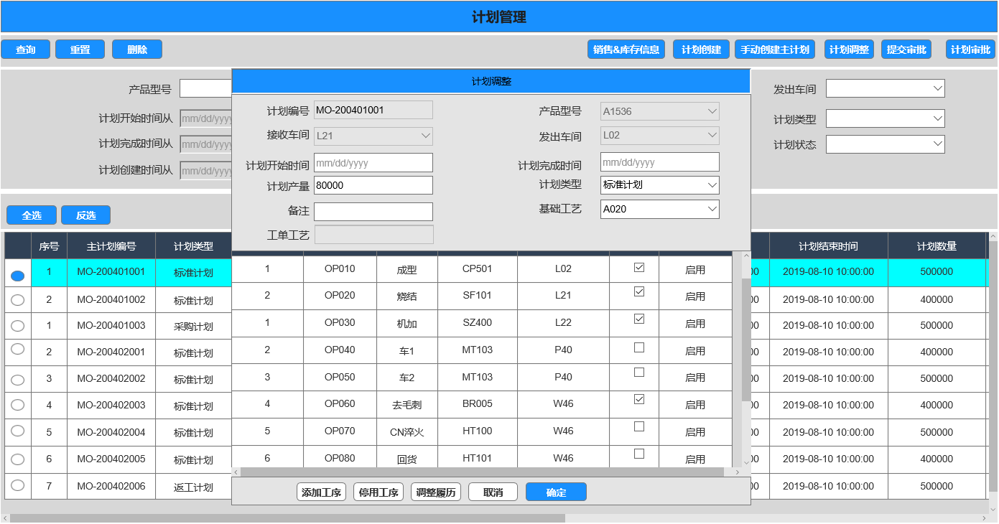 计划管理
查询 重置 删除 销售&库存信息 计划创建 手动创建主计划 计划调整 提交审批 计划审批
计划调整
产品型号 发出车间
计划开始时间从 mm/dd/yyyy 计划类型
计划完成时间从 mm/dd/yyyy 计划状态
计划创建时间从 mm/dd/yyyy
计划编号 MO-200401001 产品型号 A1536
接收车间 L21 发出车间 L02
计划开始时间 mm/dd/yyyy 计划完成时间 mm/dd/yyyy
计划产量 80000 计划类型 标准计划
备注 基础工艺 A020
工单工艺
全选 反选
序号 主计划编号 计划类型 计划结束时间 计划数量
1 MO-200401001 标准计划 1 OP010 成型 CP501 L02 启用 00 2019-08-10 10:00:00 500000
2 MO-200401002 标准计划 2 OP020 烧结 SF101 L21 启用 00 2019-08-10 10:00:00 400000
1 MO-200401003 采购计划 1 OP030 机加 SZ400 L22 启用 00 2019-08-10 10:00:00 500000
2 MO-200402001 标准计划 2 OP040 车1 MT103 P40 启用 00 2019-08-10 10:00:00 400000
3 MO-200402002 标准计划 3 OP050 车2 MT103 P40 启用 00 2019-08-10 10:00:00 500000
4 MO-200402003 标准计划 4 OP060 去毛刺 BR005 W46 启用 00 2019-08-10 10:00:00 400000
5 MO-200402004 标准计划 5 OP070 CN淬火 HT100 W46 启用 00 2019-08-10 10:00:00 500000
6 MO-200402005 标准计划 6 OP080 回货 HT101 W46 启用 00 2019-08-10 10:00:00 400000
7 MO-200402006 返工计划 00 2019-08-10 10:00:00 500000
添加工序 停用工序 调整履历 取消 确定